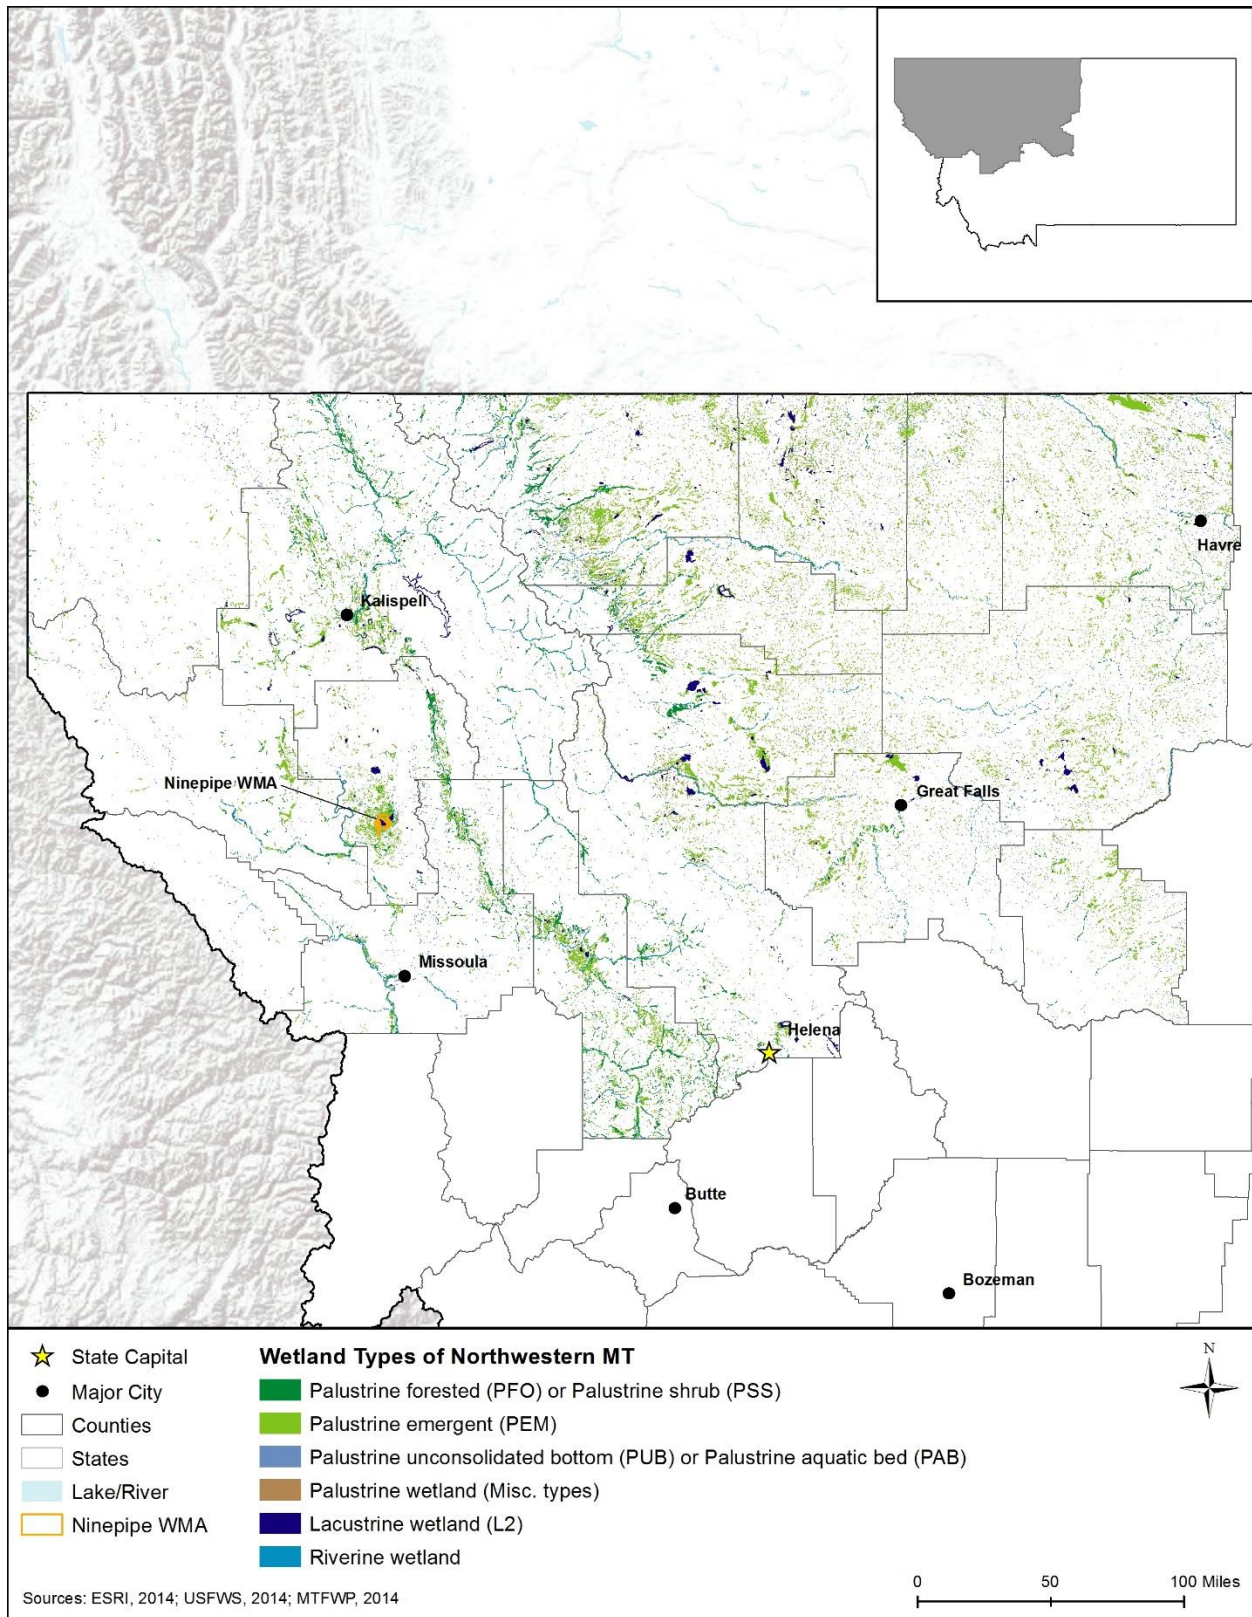 Havre
Kalispell
Ninepipe WMA
Great Falls
Missoula
Helena
Butte
Bozeman
State Capital
Major City
Counties
States
Lake/River
Ninepipe WMA
Wetland Types of Northwestern MT
Palustrine forested (PFO) or Palustrine shrub (PSS)
Palustrine emergent (PEM)
Palustrine unconsolidated bottom (PUB) or Palustrine aquatic bed (PAB)
Palustrine wetland (Misc. types)
Lacustrine wetland (L2)
Riverine wetland
N
Sources: ESRI, 2014; USFWS, 2014; MTFWP, 2014
0 50 100 Miles